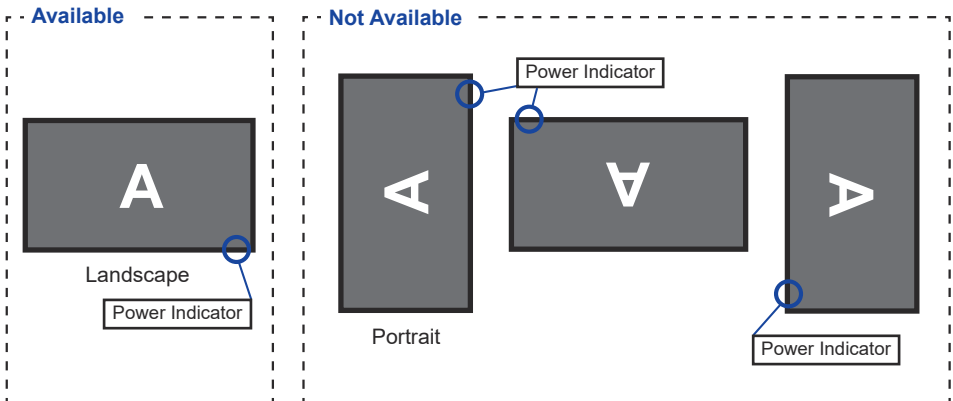 Available
Not Available
Power Indicator
A
A
A
A
Landscape
Power Indicator
Portrait
Power Indicator